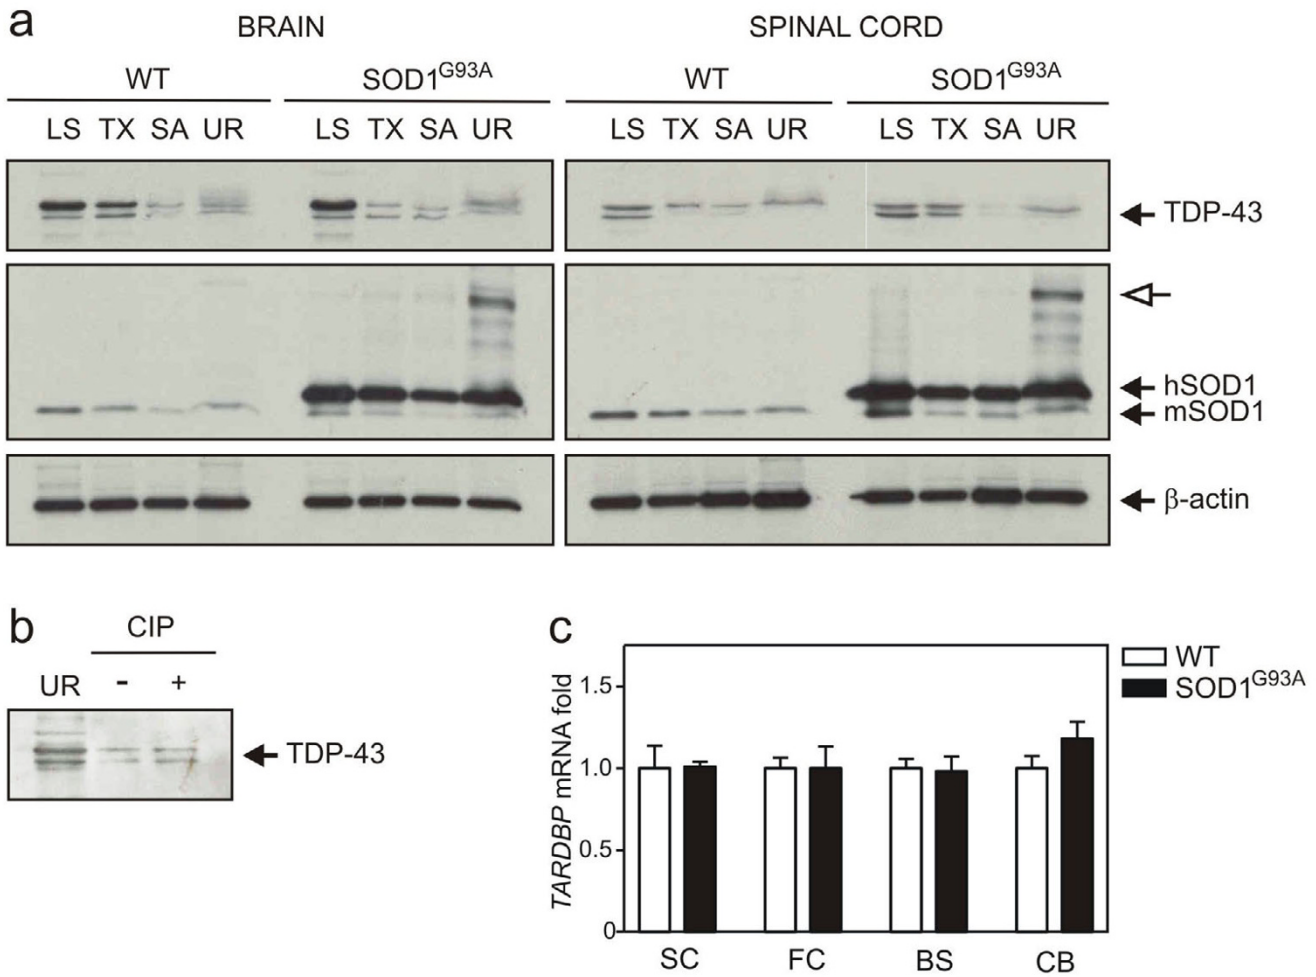 a
BRAIN SPINAL CORD
WT SOD1G93A WT SOD1G93A
LS TX SA UR LS TX SA UR LS TX SA UR LS TX SA UR
TDP-43
hSOD1
mSOD1
β-actin
b
CIP
UR - +
TDP-43
c
WT
SOD1G93A
TARDBP mRNA fold
1.5
1.0
0.5
0
SC FC BS CB